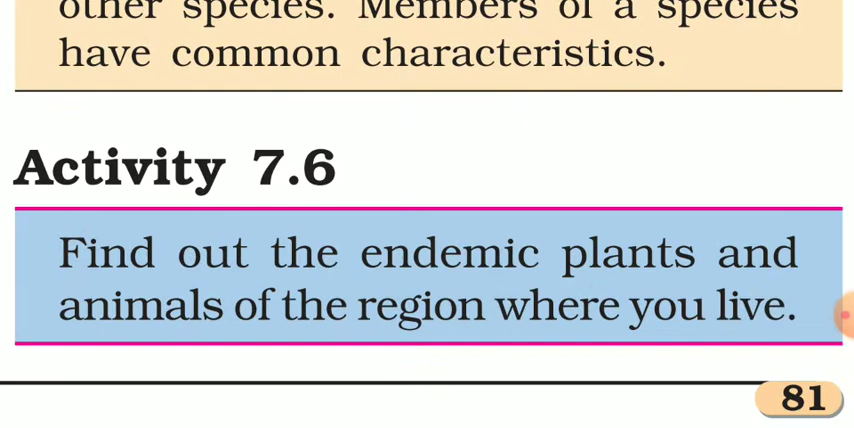 other species. Members of a species
have common characteristics.
Activity 7.6
Find out the endemic plants and
animals of the region where you live.
81